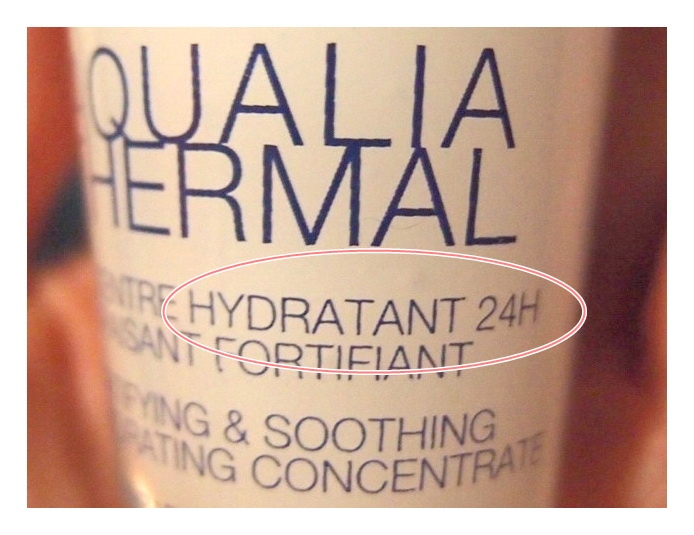 QUALIA
HERMAL
ENTRE HYDRATANT 24H
AISANT FORTIFIANT
IFYING & SOOTHING
RATING CONCENTRATE